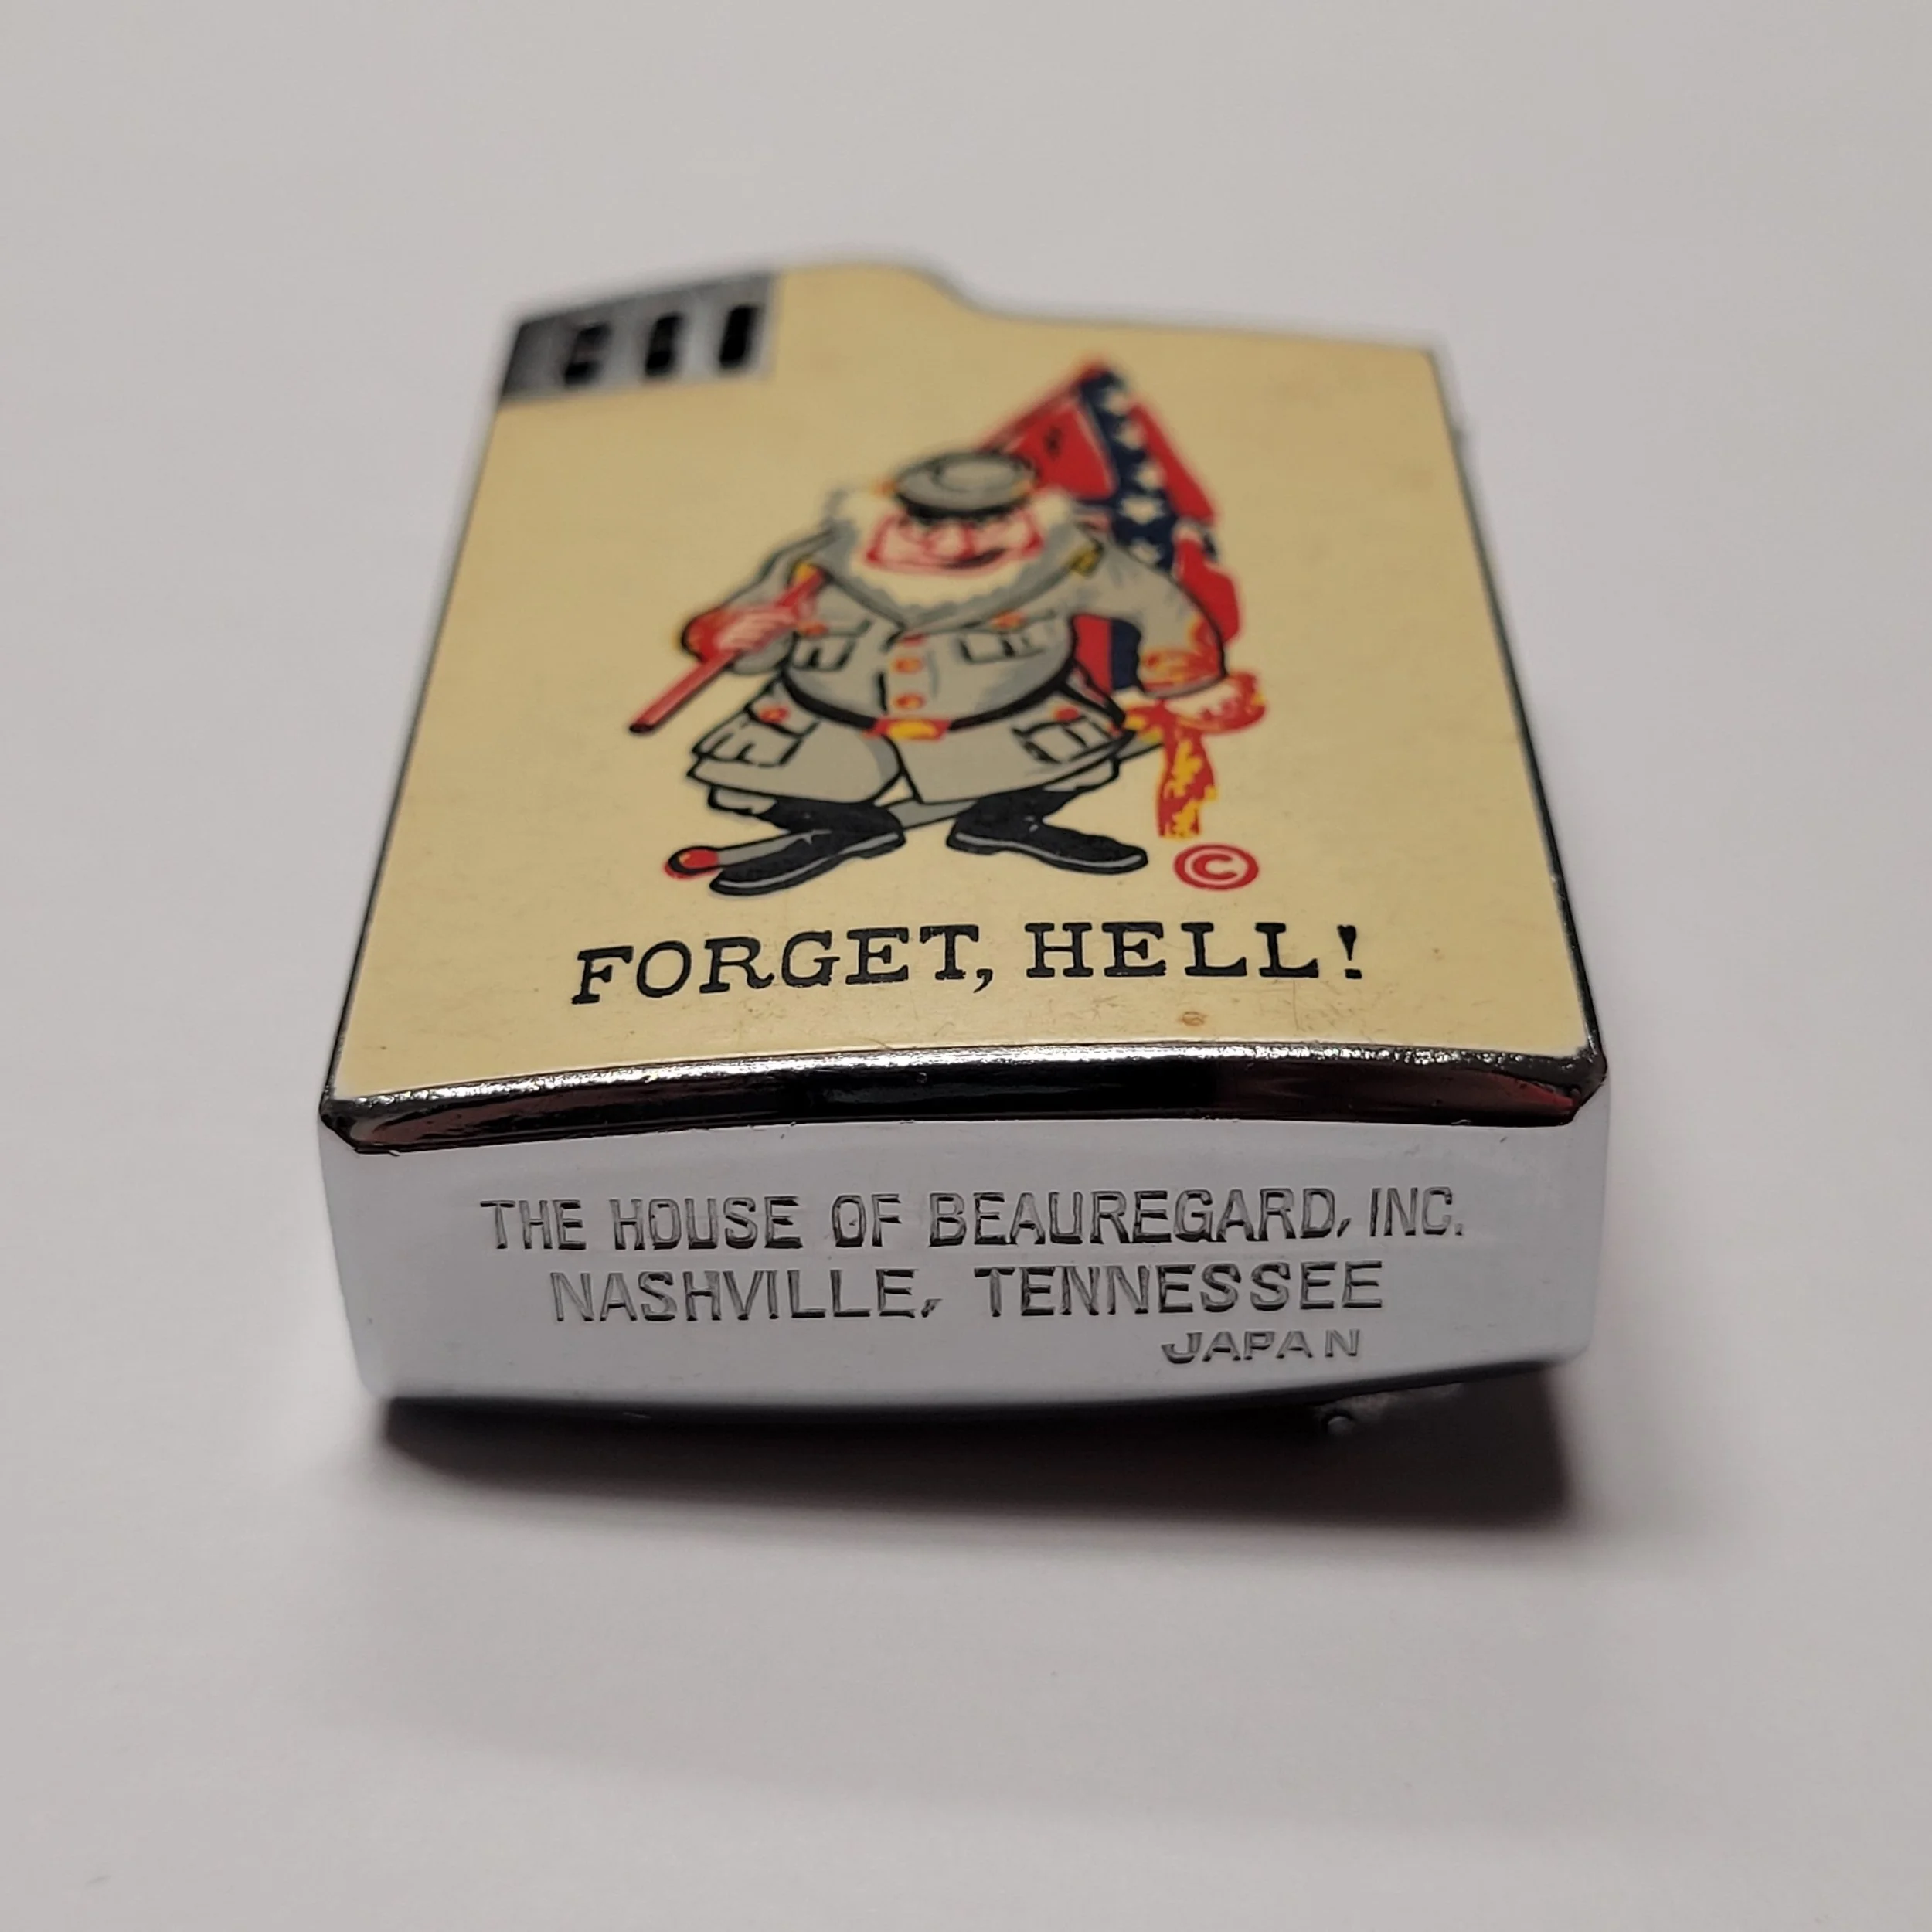 ©
FORGET, HELL!
THE HOUSE OF BEAUREGARD, INC.
NASHVILLE, TENNESSEE
JAPAN